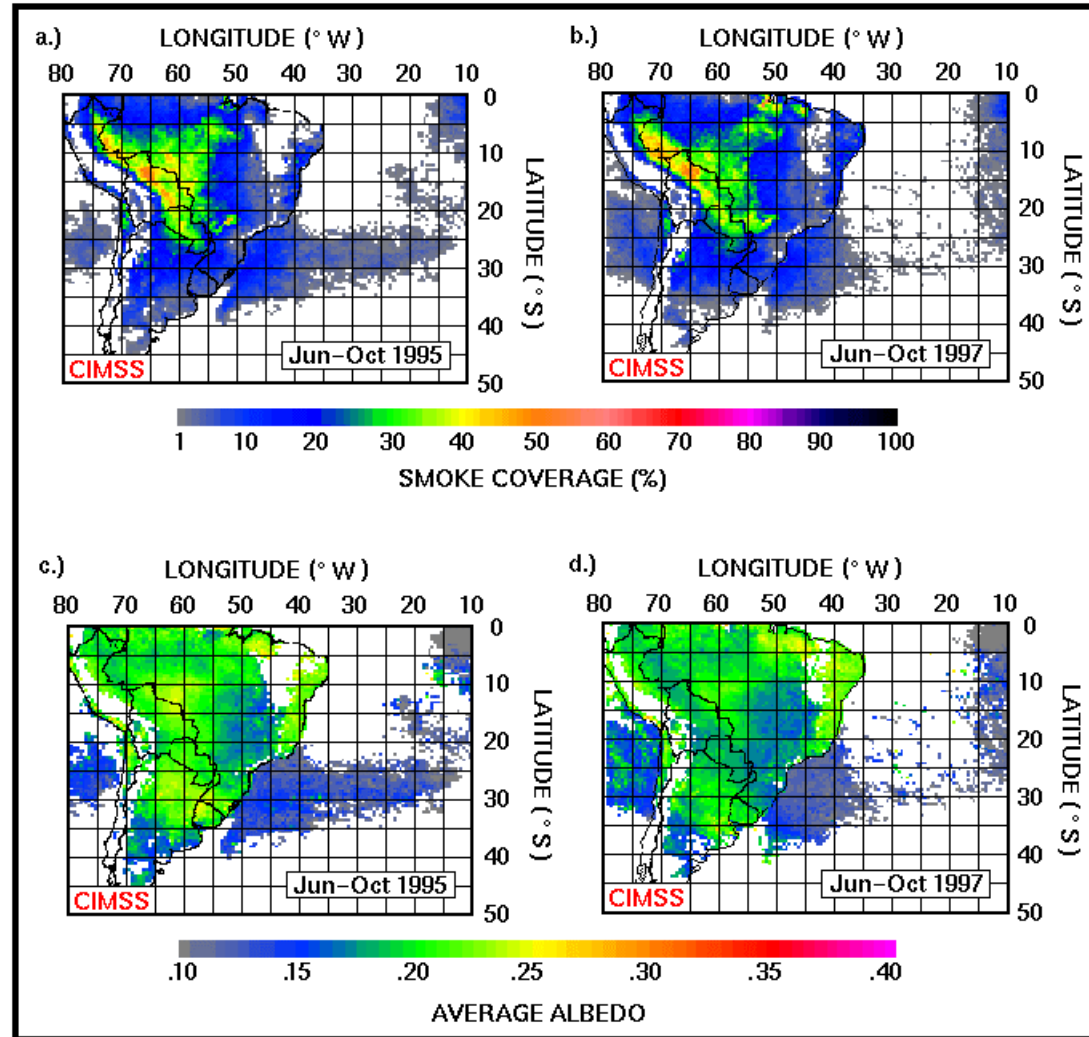 a.) LONGITUDE (° W)
80 70 60 50 40 30 20 10
0
10
20
30
40
50
LATITUDE (° S)
Jun-Oct 1995
CIMSS
b.) LONGITUDE (° W)
80 70 60 50 40 30 20 10
0
10
20
30
40
50
LATITUDE (° S)
Jun-Oct 1997
CIMSS
1 10 20 30 40 50 60 70 80 90 100
SMOKE COVERAGE (%)
c.) LONGITUDE (° W)
80 70 60 50 40 30 20 10
0
10
20
30
40
50
LATITUDE (° S)
Jun-Oct 1995
CIMSS
d.) LONGITUDE (° W)
80 70 60 50 40 30 20 10
0
10
20
30
40
50
LATITUDE (° S)
Jun-Oct 1997
CIMSS
.10 .15 .20 .25 .30 .35 .40
AVERAGE ALBEDO